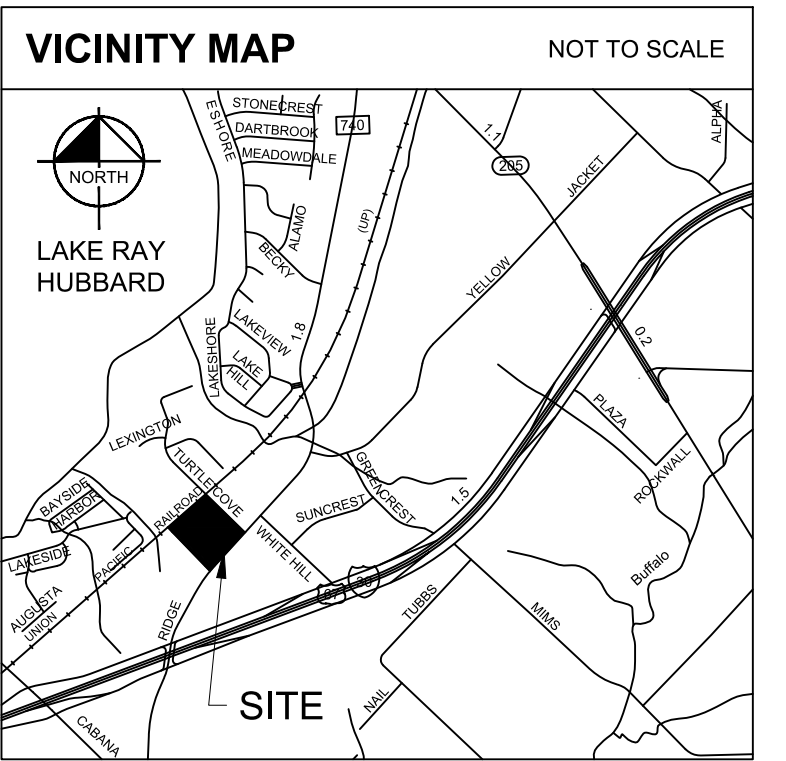 VICINITY MAP
NOT TO SCALE
NORTH
LAKE RAY
HUBBARD
ESHORE
STONECREST
DARTBROOK
MEADOWDALE
740
1.1
205
ALPHA
JACKET
YELLOW
(UP)
ALAMO
BECKY
LAKEVIEW
LAKESHORE
LAKE
HILL
1.8
0.2
PLAZA
ROCKWALL
LEXINGTON
TURTLE COVE
GREENCREST
SUNCREST
1.5
BAYSIDE
HARBOR
RAILROAD
WHITE HILL
LAKESIDE
PACIFIC
AUGUSTA
UNION
67
30
TUBBS
Buffalo
MIMS
RIDGE
NAIL
SITE
CABANA